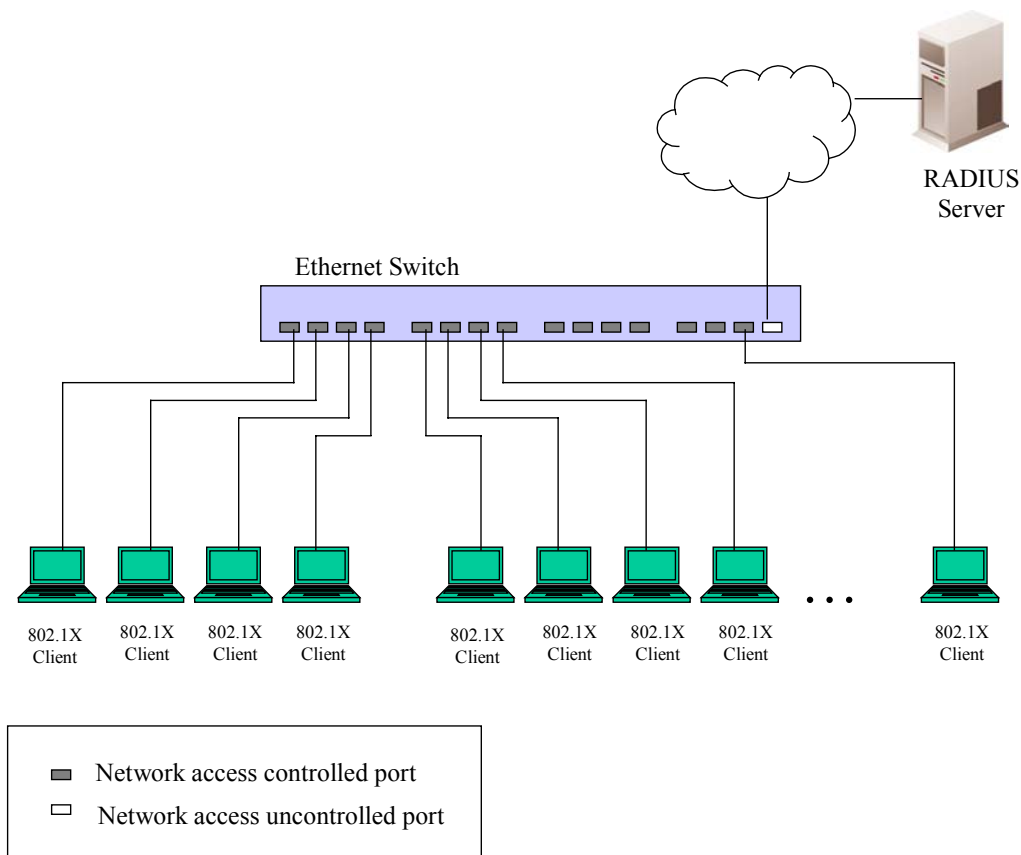 RADIUS
Server
Ethernet Switch
802.1X
Client
802.1X
Client
802.1X
Client
802.1X
Client
802.1X
Client
802.1X
Client
802.1X
Client
802.1X
Client
. . .
802.1X
Client
Network access controlled port
Network access uncontrolled port